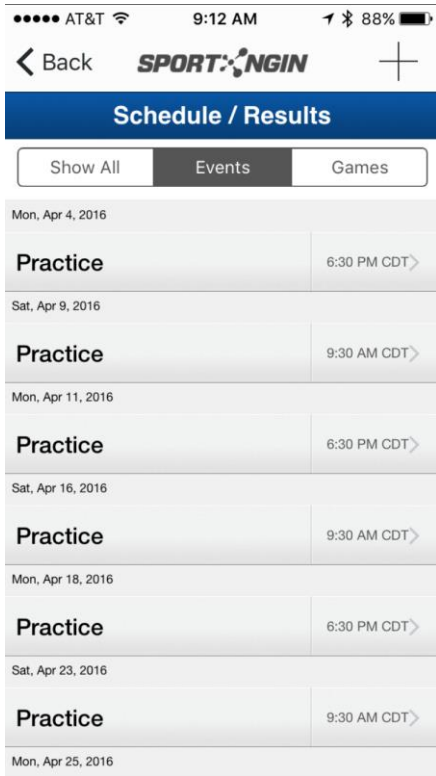 AT&T 9:12 AM 88%
Back SPORT NGIN
Schedule / Results
Show All Events Games
Mon, Apr 4, 2016
Practice 6:30 PM CDT
Sat, Apr 9, 2016
Practice 9:30 AM CDT
Mon, Apr 11, 2016
Practice 6:30 PM CDT
Sat, Apr 16, 2016
Practice 9:30 AM CDT
Mon, Apr 18, 2016
Practice 6:30 PM CDT
Sat, Apr 23, 2016
Practice 9:30 AM CDT
Mon, Apr 25, 2016